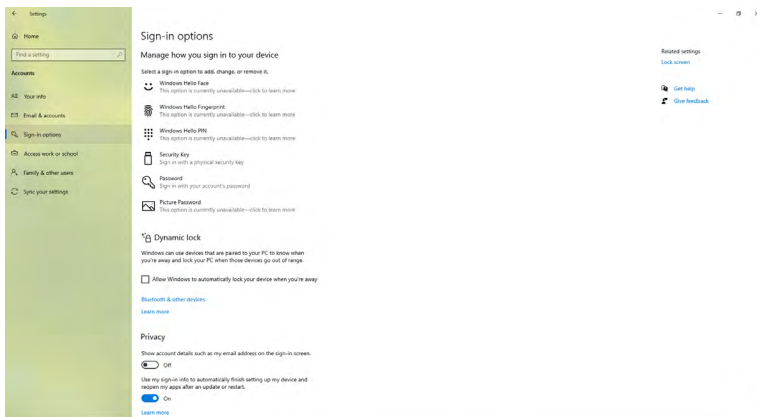 Settings
Home
Find a setting
Accounts
Your info
Email & accounts
Sign-in options
Access work or school
Family & other users
Sync your settings
Sign-in options
Manage how you sign in to your device
Select a sign-in option to add, change, or remove it.
Windows Hello Face
This option is currently unavailable—click to learn more
Windows Hello Fingerprint
This option is currently unavailable—click to learn more
Windows Hello PIN
This option is currently unavailable—click to learn more
Security Key
Sign in with a physical security key
Password
Sign in with your account's password
Picture Password
This option is currently unavailable—click to learn more
Dynamic lock
Windows can use devices that are paired to your PC to know when
you're away and lock your PC when those devices go out of range.
Allow Windows to automatically lock your device when you're away
Bluetooth & other devices
Learn more
Privacy
Show account details such as my email address on the sign-in screen.
Off
Use my sign-in info to automatically finish setting up my device and
reopen my apps after an update or restart.
On
Learn more
Related settings
Lock screen
Get help
Give feedback